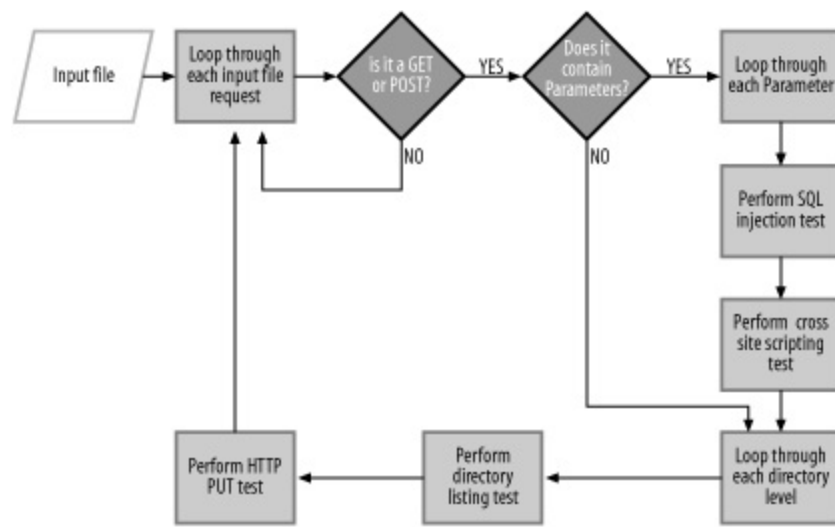 Input file
Loop through
each input file
request
is it a GET
or POST?
YES
Does it
contain
Parameters?
YES
Loop through
each Parameter
NO
NO
Perform SQL
injection test
Perform cross
site scripting
test
Loop through
each directory
level
Perform
directory
listing test
Perform HTTP
PUT test